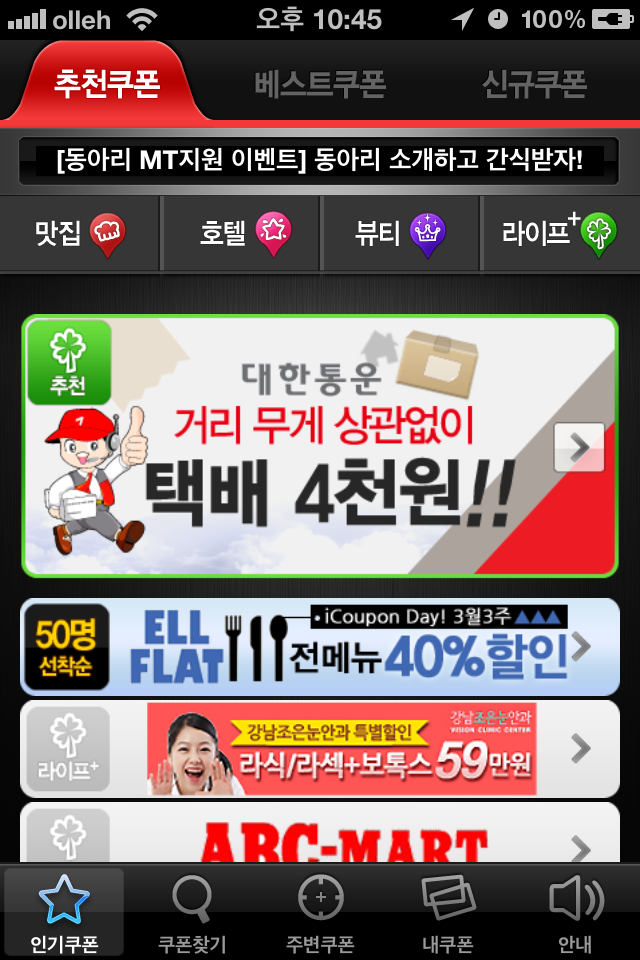 olleh 오후 10:45 100%
추천쿠폰 베스트쿠폰 신규쿠폰
[동아리 MT지원 이벤트] 동아리 소개하고 간식받자!
맛집 호텔 뷰티 라이프+
추천
대한통운
거리 무게 상관없이
택배 4천원!!
1
50명
선착순
iCoupon Day! 3월3주
ELL
FLAT
전메뉴 40%할인
라이프+
강남조은눈안과 특별할인
강남조은눈안과
VISION CLINIC CENTER
라식/라섹+보톡스 59만원
ABC-MART
인기쿠폰 쿠폰찾기 주변쿠폰 내쿠폰 안내